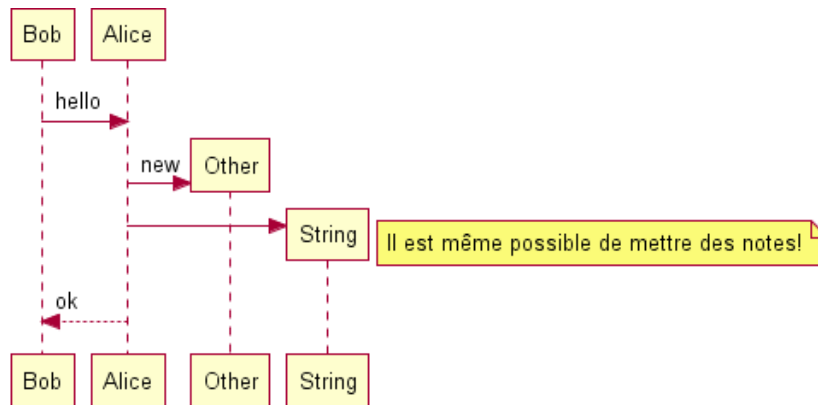 Bob Alice
hello
new Other
String Il est même possible de mettre des notes!
ok
Bob Alice Other String